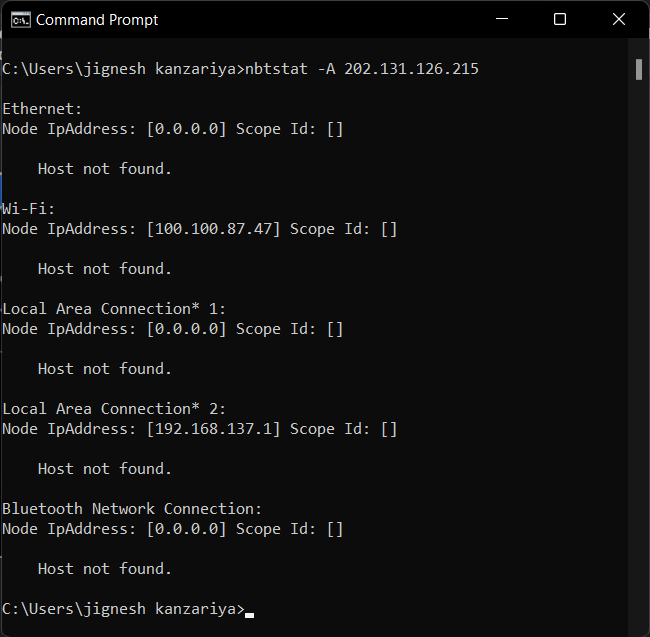 Command Prompt
C:\Users\jignesh kanzariya>nbtstat -A 202.131.126.215
Ethernet:
Node IpAddress: [0.0.0.0] Scope Id: []
Host not found.
Wi-Fi:
Node IpAddress: [100.100.87.47] Scope Id: []
Host not found.
Local Area Connection* 1:
Node IpAddress: [0.0.0.0] Scope Id: []
Host not found.
Local Area Connection* 2:
Node IpAddress: [192.168.137.1] Scope Id: []
Host not found.
Bluetooth Network Connection:
Node IpAddress: [0.0.0.0] Scope Id: []
Host not found.
C:\Users\jignesh kanzariya>